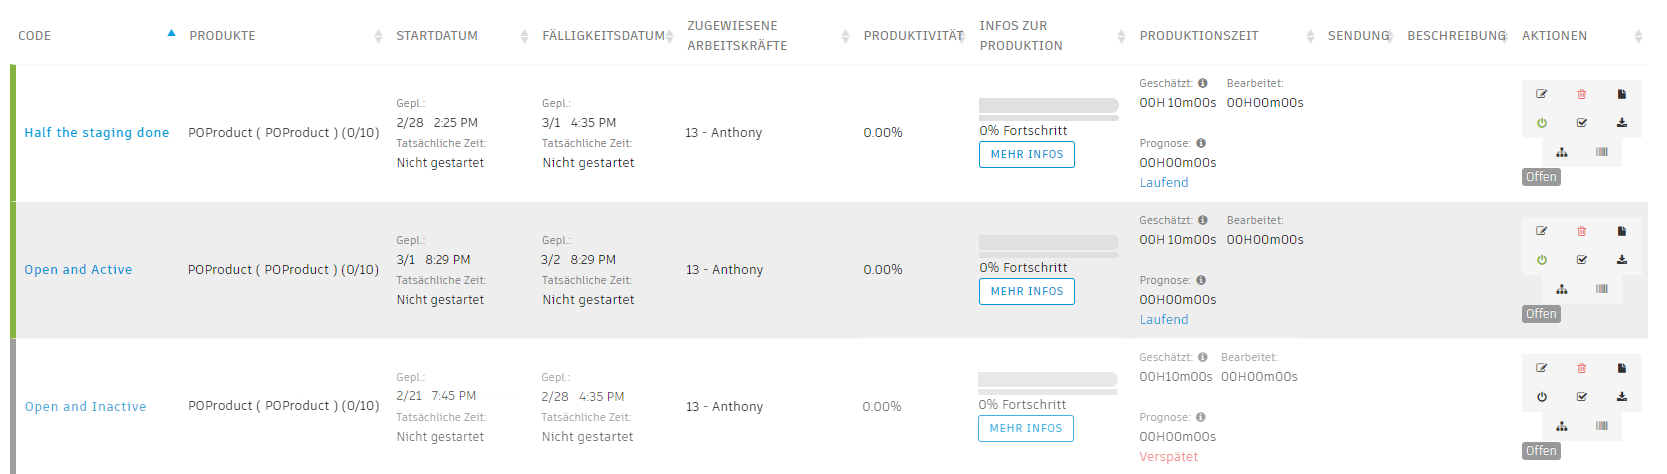 CODE PRODUKTE STARTDATUM FÄLLIGKEITSDATUM ZUGEWIESENE ARBEITSKRÄFTE PRODUKTIVITÄT INFOS ZUR PRODUKTION PRODUKTIONSZEIT SENDUNG BESCHREIBUNG AKTIONEN
Half the staging done
POProduct ( POProduct ) (0/10)
Gepl.:
2/28 2:25 PM
Tatsächliche Zeit:
Nicht gestartet
Gepl.:
3/1 4:35 PM
Tatsächliche Zeit:
Nicht gestartet
13 - Anthony
0.00%
0% Fortschritt
MEHR INFOS
Geschätzt: Bearbeitet:
00H10m00s 00H00m00s
Prognose:
00H00m00s
Laufend
Offen
Open and Active
POProduct ( POProduct ) (0/10)
Gepl.:
3/1 8:29 PM
Tatsächliche Zeit:
Nicht gestartet
Gepl.:
3/2 8:29 PM
Tatsächliche Zeit:
Nicht gestartet
13 - Anthony
0.00%
0% Fortschritt
MEHR INFOS
Geschätzt: Bearbeitet:
00H10m00s 00H00m00s
Prognose:
00H00m00s
Laufend
Offen
Open and Inactive
POProduct ( POProduct ) (0/10)
Gepl.:
2/21 7:45 PM
Tatsächliche Zeit:
Nicht gestartet
Gepl.:
2/28 4:35 PM
Tatsächliche Zeit:
Nicht gestartet
13 - Anthony
0.00%
0% Fortschritt
MEHR INFOS
Geschätzt: Bearbeitet:
00H10m00s 00H00m00s
Prognose:
00H00m00s
Verspätet
Offen